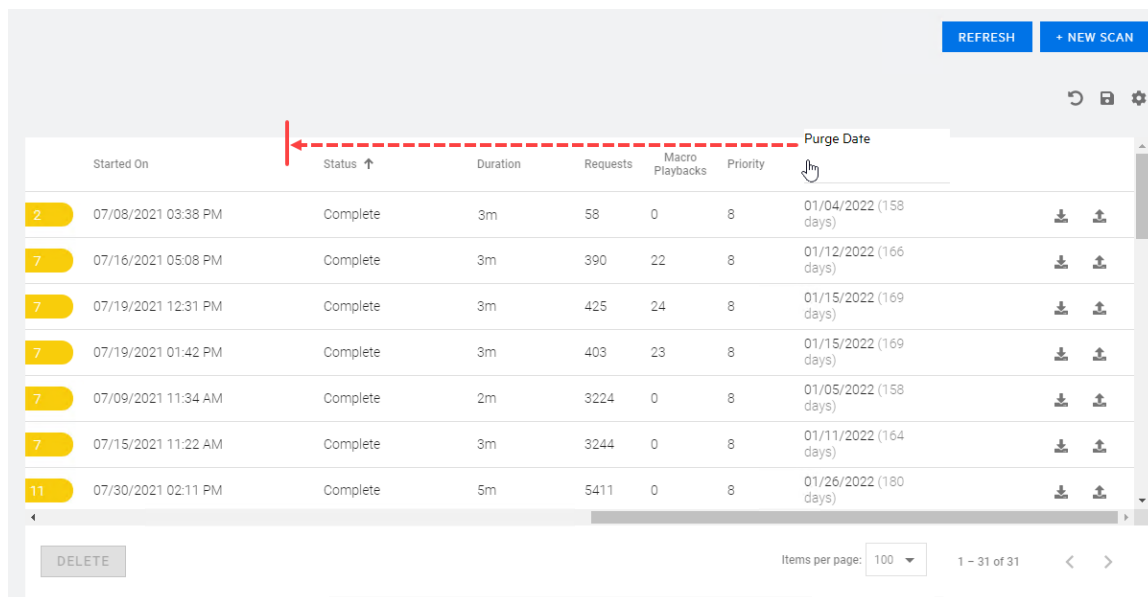 REFRESH + NEW SCAN
Purge Date
Started On Status Duration Requests Macro Playbacks Priority
2 07/08/2021 03:38 PM Complete 3m 58 0 8 01/04/2022 (158 days)
7 07/16/2021 05:08 PM Complete 3m 390 22 8 01/12/2022 (166 days)
7 07/19/2021 12:31 PM Complete 3m 425 24 8 01/15/2022 (169 days)
7 07/19/2021 01:42 PM Complete 3m 403 23 8 01/15/2022 (169 days)
7 07/09/2021 11:34 AM Complete 2m 3224 0 8 01/05/2022 (158 days)
7 07/15/2021 11:22 AM Complete 3m 3244 0 8 01/11/2022 (164 days)
11 07/30/2021 02:11 PM Complete 5m 5411 0 8 01/26/2022 (180 days)
DELETE Items per page: 100 1 – 31 of 31